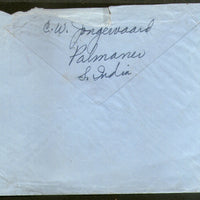 C. W. Jongewaard
Palmaner
S. India